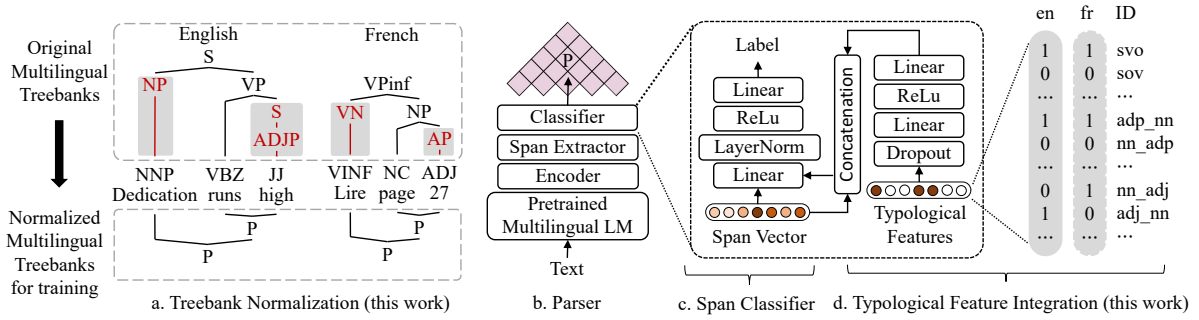 Original
Multilingual
Treebanks
Normalized
Multilingual
Treebanks
for training
English
French
S
NP
VP
S
ADJP
NNP
VBZ
JJ
Dedication
runs
high
VPinf
VN
NP
AP
VINF
NC
ADJ
Lire
page
27
P
P
P
P
a. Treebank Normalization (this work)
P
Classifier
Span Extractor
Encoder
Pretrained
Multilingual LM
Text
b. Parser
Label
Linear
ReLu
LayerNorm
Linear
Span Vector
c. Span Classifier
Concatenation
Linear
ReLu
Linear
Dropout
Typological
Features
d. Typological Feature Integration (this work)
en fr ID
1 1 svo
0 0 sov
... ... ...
1 1 adp_nn
0 0 nn_adp
... ... ...
0 1 nn_adj
1 0 adj_nn
... ... ...